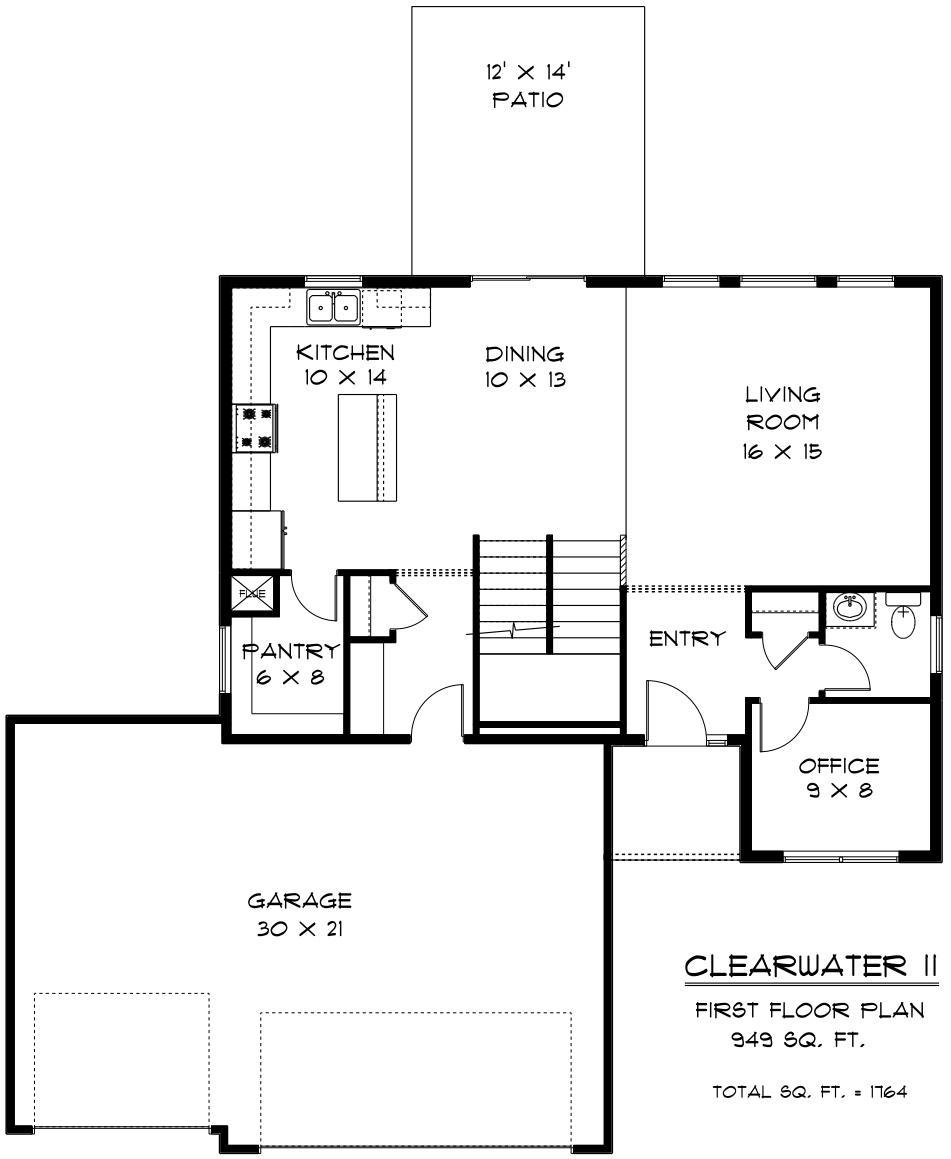 12' X 14'
PATIO
KITCHEN
10 X 14
DINING
10 X 13
LIVING
ROOM
16 X 15
FLUE
PANTRY
6 X 8
ENTRY
OFFICE
9 X 8
GARAGE
30 X 21
CLEARWATER II
FIRST FLOOR PLAN
949 SQ. FT.
TOTAL SQ. FT. = 1764